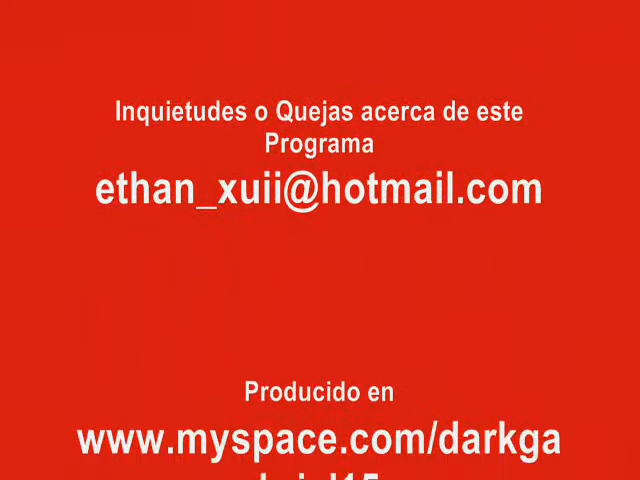 Inquietudes o Quejas acerca de este
Programa
ethan_xuii@hotmail.com
Producido en
www.myspace.com/darkga